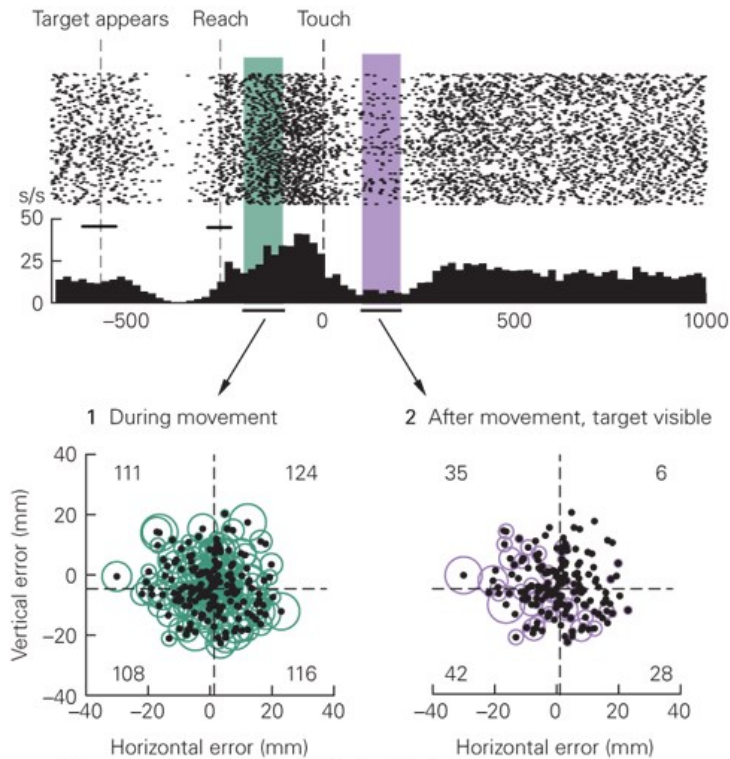 Target appears Reach Touch
s/s
50
25
0
−500 0 500 1000
1 During movement
2 After movement, target visible
Vertical error (mm)
40
20
0
−20
−40
111 124
108 116
−40 −20 0 20 40
Horizontal error (mm)
35 6
42 28
40 −20 0 20 40
Horizontal error (mm)